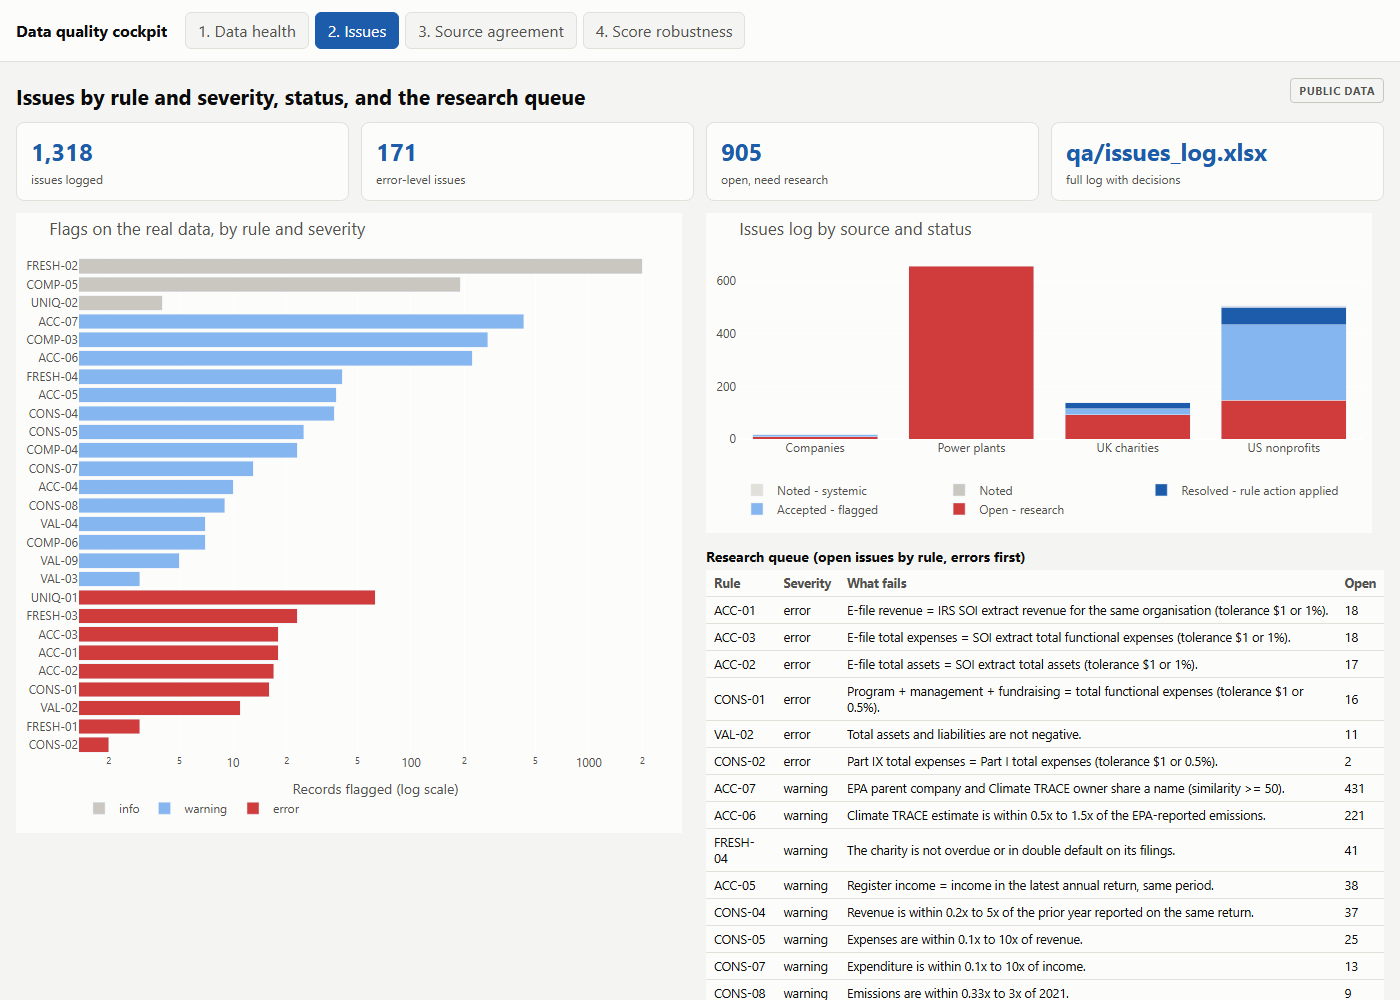 Data quality cockpit
1. Data health
2. Issues
3. Source agreement
4. Score robustness
Issues by rule and severity, status, and the research queue
PUBLIC DATA
1,318
issues logged
171
error-level issues
905
open, need research
qa/issues_log.xlsx
full log with decisions
Flags on the real data, by rule and severity
FRESH-02
COMP-05
UNIQ-02
ACC-07
COMP-03
ACC-06
FRESH-04
ACC-05
CONS-04
CONS-05
COMP-04
CONS-07
ACC-04
CONS-08
VAL-04
COMP-06
VAL-09
VAL-03
UNIQ-01
FRESH-03
ACC-03
ACC-01
ACC-02
CONS-01
VAL-02
FRESH-01
CONS-02
2 5 10 2 5 100 2 5 1000 2
Records flagged (log scale)
info warning error
Issues log by source and status
600
400
200
0
Companies Power plants UK charities US nonprofits
Noted - systemic Noted Resolved - rule action applied
Accepted - flagged Open - research
Research queue (open issues by rule, errors first)
Rule Severity What fails Open
ACC-01 error E-file revenue = IRS SOI extract revenue for the same organisation (tolerance $1 or 1%). 18
ACC-03 error E-file total expenses = SOI extract total functional expenses (tolerance $1 or 1%). 18
ACC-02 error E-file total assets = SOI extract total assets (tolerance $1 or 1%). 17
CONS-01 error Program + management + fundraising = total functional expenses (tolerance $1 or
0.5%). 16
VAL-02 error Total assets and liabilities are not negative. 11
CONS-02 error Part IX total expenses = Part I total expenses (tolerance $1 or 0.5%). 2
ACC-07 warning EPA parent company and Climate TRACE owner share a name (similarity >= 50). 431
ACC-06 warning Climate TRACE estimate is within 0.5x to 1.5x of the EPA-reported emissions. 221
FRESH-
04 warning The charity is not overdue or in double default on its filings. 41
ACC-05 warning Register income = income in the latest annual return, same period. 38
CONS-04 warning Revenue is within 0.2x to 5x of the prior year reported on the same return. 37
CONS-05 warning Expenses are within 0.1x to 10x of revenue. 25
CONS-07 warning Expenditure is within 0.1x to 10x of income. 13
CONS-08 warning Emissions are within 0.33x to 3x of 2021. 9